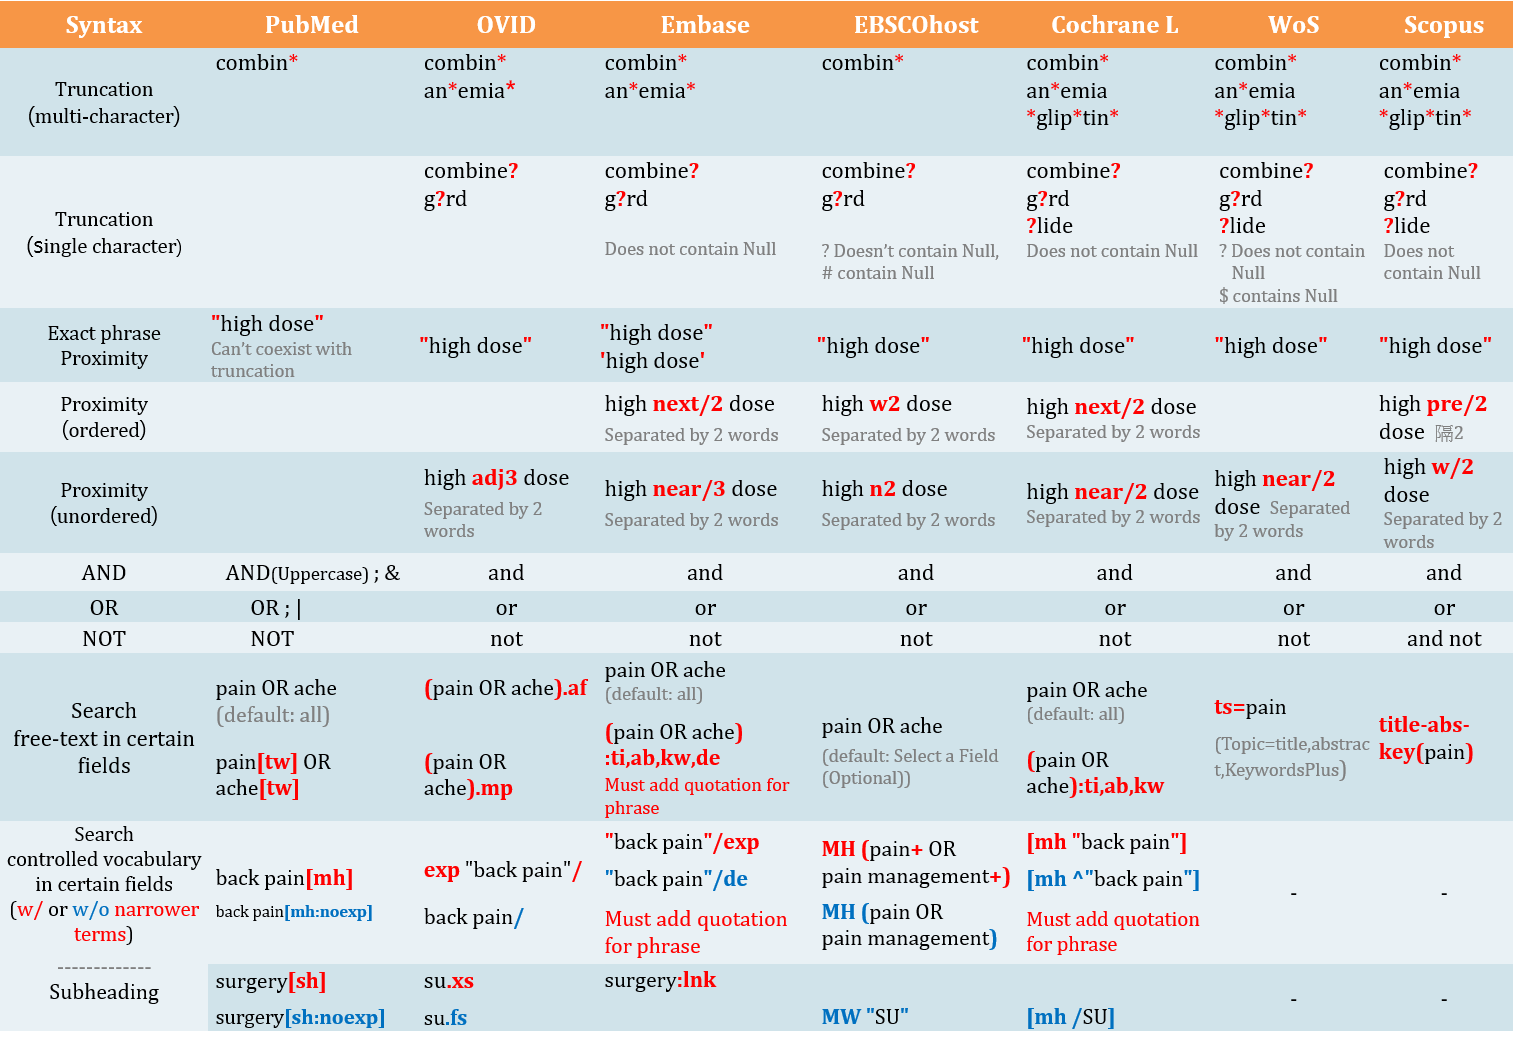 Syntax PubMed OVID Embase EBSCOhost Cochrane L WoS Scopus
Truncation
(multi-character)
combin*
combin*
an*emia*
combin*
an*emia*
combin*
combin*
an*emia
*glip*tin*
combin*
an*emia
*glip*tin*
combin*
an*emia
*glip*tin*
Truncation
(single character)
combine?
g?rd
combine?
g?rd
Does not contain Null
combine?
g?rd
? Doesn't contain Null,
# contain Null
combine?
g?rd
?lide
Does not contain Null
combine?
g?rd
?lide
? Does not contain
Null
$ contains Null
combine?
g?rd
?lide
Does not
contain Null
Exact phrase
Proximity
"high dose"
Can't coexist with
truncation
"high dose"
"high dose"
'high dose'
"high dose"
"high dose"
"high dose"
"high dose"
Proximity
(ordered)
high next/2 dose
Separated by 2 words
high w2 dose
Separated by 2 words
high next/2 dose
Separated by 2 words
high pre/2
dose 隔2
Proximity
(unordered)
high adj3 dose
Separated by 2
words
high near/3 dose
Separated by 2 words
high n2 dose
Separated by 2 words
high near/2 dose
Separated by 2 words
high near/2
dose Separated
by 2 words
high w/2
dose
Separated by 2
words
AND AND(Uppercase) ; & and and and and and and
OR OR ; | or or or or or or
NOT NOT not not not not not and not
Search
free-text in certain
fields
pain OR ache
(default: all)
pain[tw] OR
ache[tw]
(pain OR ache).af
(pain OR
ache).mp
pain OR ache
(default: all)
(pain OR ache)
:ti,ab,kw,de
Must add quotation for
phrase
pain OR ache
(default: Select a Field
(Optional))
pain OR ache
(default: all)
(pain OR
ache):ti,ab,kw
ts=pain
(Topic=title,abstrac
t,KeywordsPlus)
title-abs-
key(pain)
Search
controlled vocabulary
in certain fields
(w/ or w/o narrower
terms)
back pain[mh]
back pain[mh:noexp]
exp "back pain"/
back pain/
"back pain"/exp
"back pain"/de
Must add quotation
for phrase
MH (pain+ OR
pain management+)
MH (pain OR
pain management)
[mh "back pain"]
[mh ^"back pain"]
Must add quotation
for phrase
-
-
-------------
Subheading
surgery[sh]
surgery[sh:noexp]
su.xs
su.fs
surgery:lnk
MW "SU"
[mh /SU]
-
-